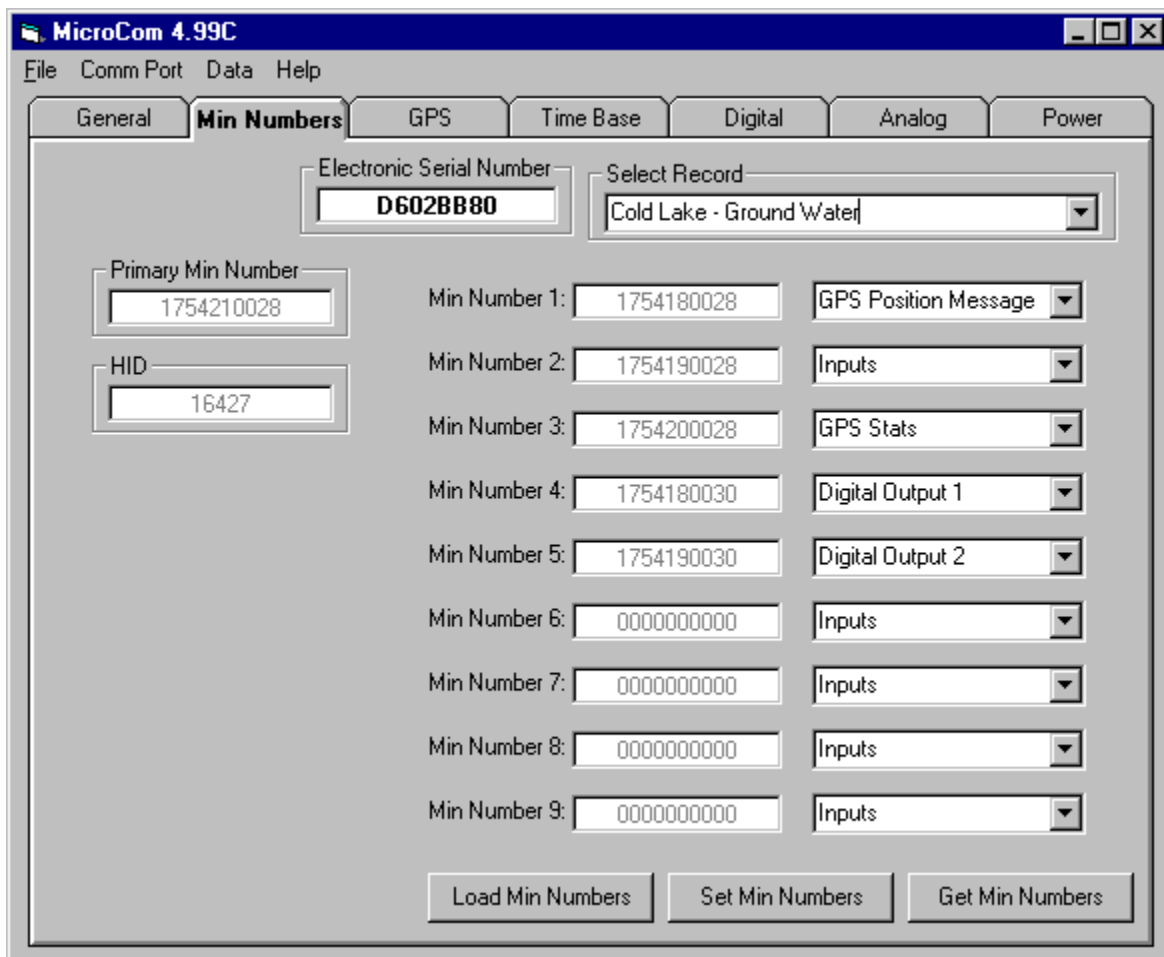 MicroCom 4.99C
File Comm Port Data Help
General Min Numbers GPS Time Base Digital Analog Power
Electronic Serial Number
D602BB80
Select Record
Cold Lake - Ground Water
Primary Min Number
1754210028
HID
16427
Min Number 1: 1754180028 GPS Position Message
Min Number 2: 1754190028 Inputs
Min Number 3: 1754200028 GPS Stats
Min Number 4: 1754180030 Digital Output 1
Min Number 5: 1754190030 Digital Output 2
Min Number 6: 0000000000 Inputs
Min Number 7: 0000000000 Inputs
Min Number 8: 0000000000 Inputs
Min Number 9: 0000000000 Inputs
Load Min Numbers Set Min Numbers Get Min Numbers